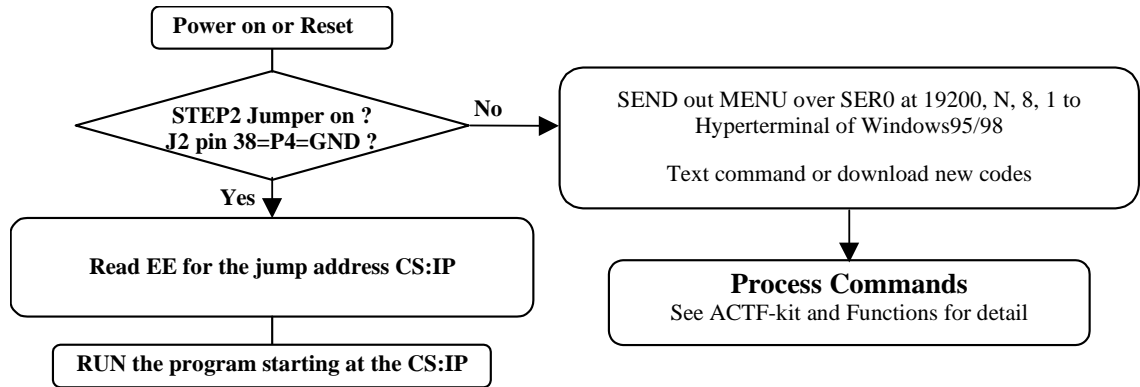 Power on or Reset
STEP2 Jumper on ?
J2 pin 38=P4=GND ?
No
Yes
SEND out MENU over SER0 at 19200, N, 8, 1 to
Hyperterminal of Windows95/98
Text command or download new codes
Read EE for the jump address CS:IP
Process Commands
See ACTF-kit and Functions for detail
RUN the program starting at the CS:IP